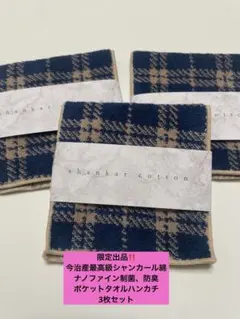 shankar cotton
限定出品‼️
今治産最高級シャンカール綿
ナノファイン制菌、防臭
ポケットタオルハンカチ
3枚セット